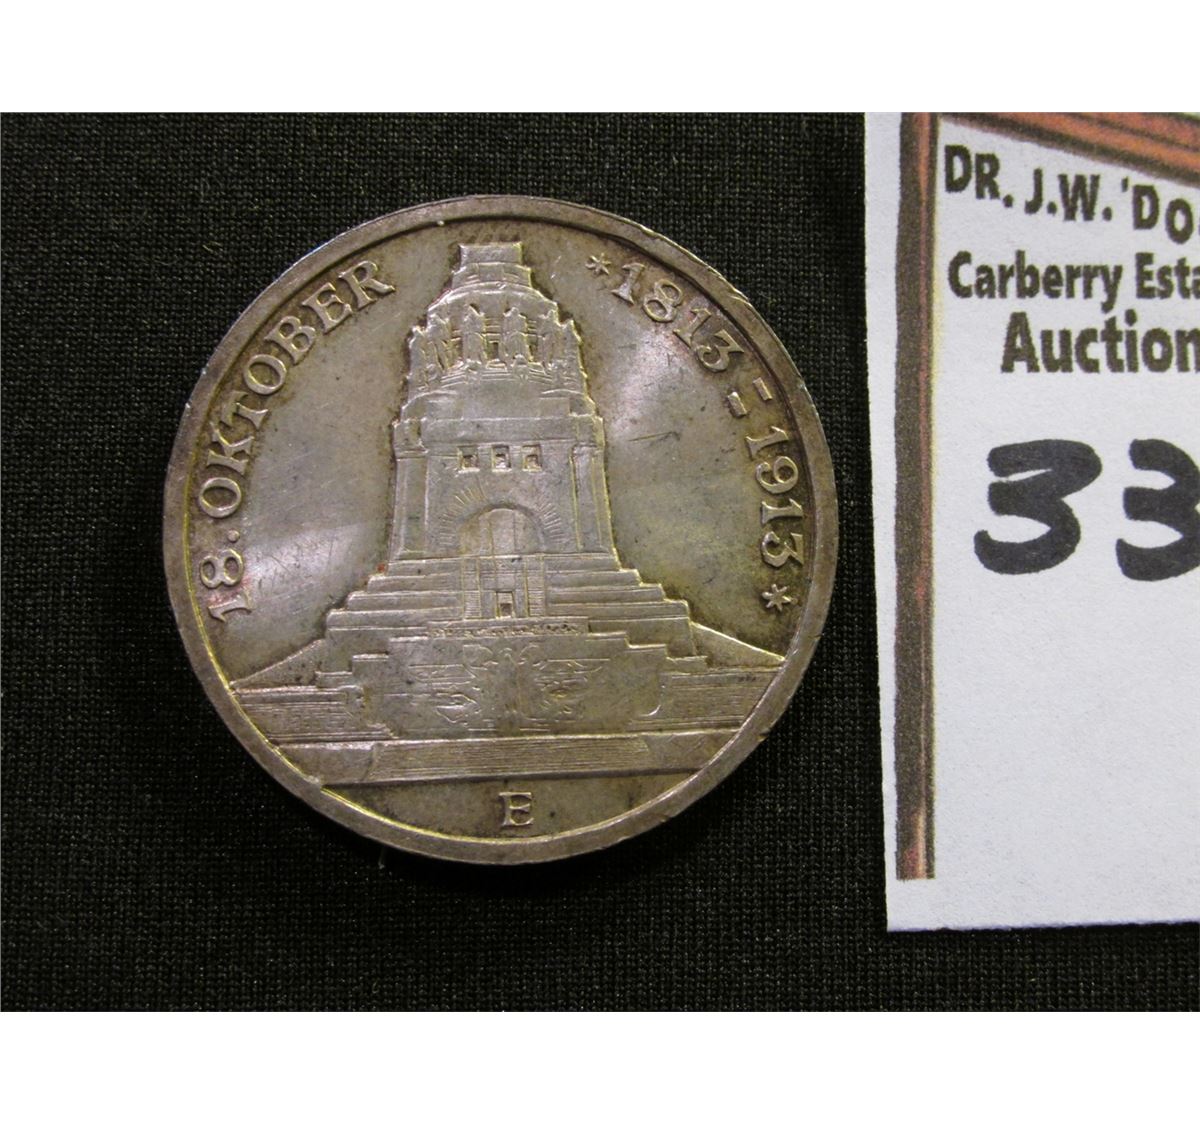 18. OKTOBER * 1813 - 1913 *
E
DR. J.W. 'Do
Carberry Esta
Auction
33